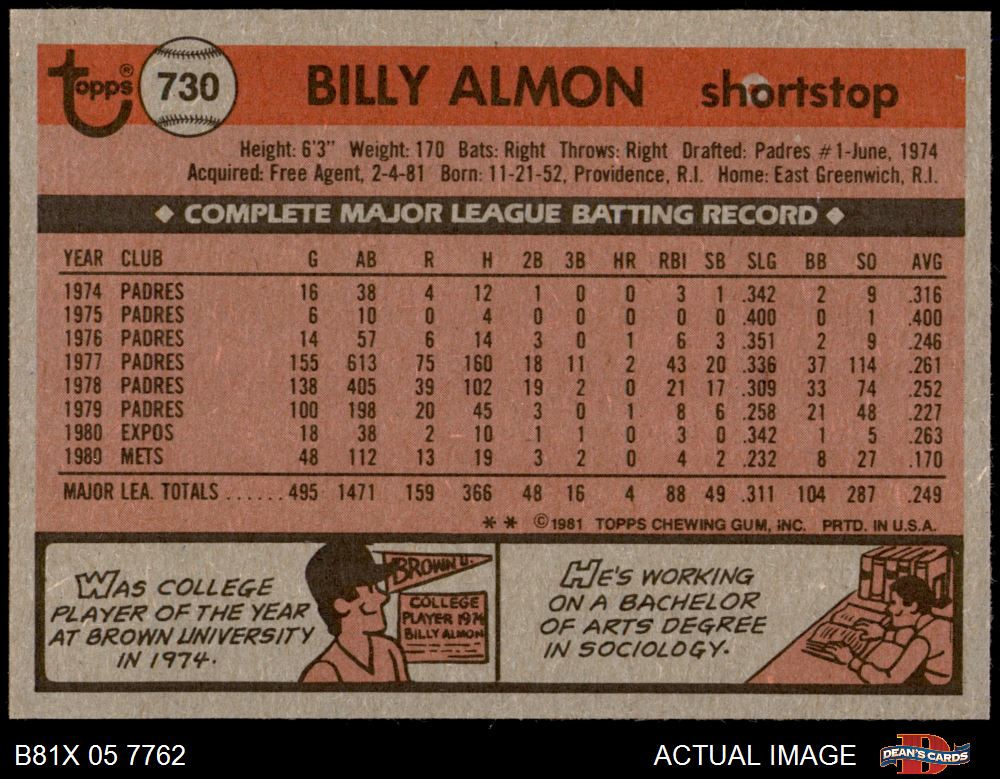 topps® 730 BILLY ALMON shortstop
Height: 6'3" Weight: 170 Bats: Right Throws: Right Drafted: Padres #1-June, 1974
Acquired: Free Agent, 2-4-81 Born: 11-21-52, Providence, R.I. Home: East Greenwich, R.I.
◆ COMPLETE MAJOR LEAGUE BATTING RECORD ◆
YEAR CLUB G AB R H 2B 3B HR RBI SB SLG BB SO AVG
1974 PADRES 16 38 4 12 1 0 0 3 1 .342 2 9 .316
1975 PADRES 6 10 0 4 0 0 0 0 0 .400 0 1 .400
1976 PADRES 14 57 6 14 3 0 1 6 3 .351 2 9 .246
1977 PADRES 155 613 75 160 18 11 2 43 20 .336 37 114 .261
1978 PADRES 138 405 39 102 19 2 0 21 17 .309 33 74 .252
1979 PADRES 100 198 20 45 3 0 1 8 6 .258 21 48 .227
1980 EXPOS 18 38 2 10 1 1 0 3 0 .342 1 5 .263
1980 METS 48 112 13 19 3 2 0 4 2 .232 8 27 .170
MAJOR LEA. TOTALS ...... 495 1471 159 366 48 16 4 88 49 .311 104 287 .249
* * ©1981 TOPPS CHEWING GUM, INC. PRTD. IN U.S.A.
WAS COLLEGE
PLAYER OF THE YEAR
AT BROWN UNIVERSITY
IN 1974.
BROWN U.
COLLEGE
PLAYER 1974
BILLY ALMON
HE'S WORKING
ON A BACHELOR
OF ARTS DEGREE
IN SOCIOLOGY.
B81X 05 7762 ACTUAL IMAGE DEAN'S CARDS